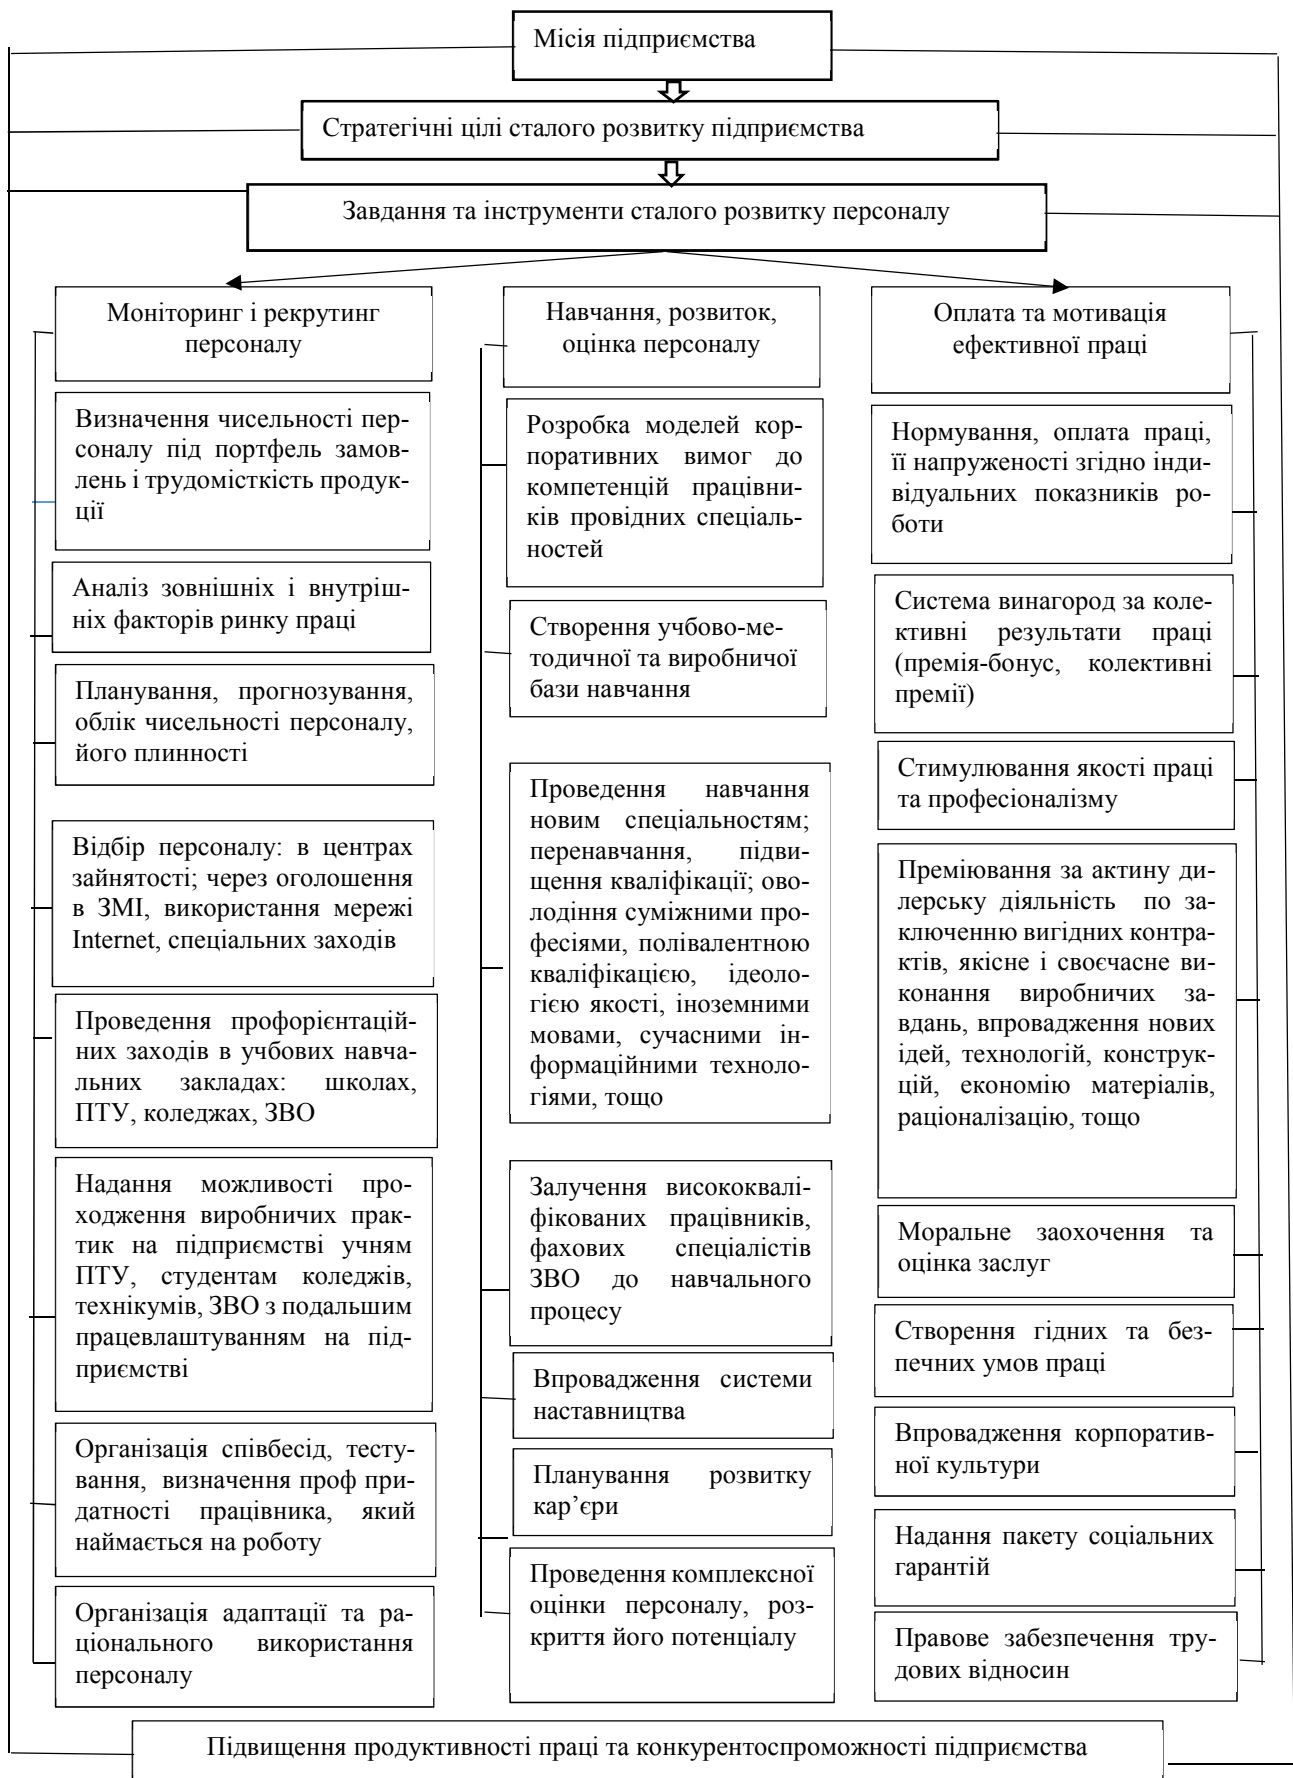 Місія підприємства
Стратегічні цілі сталого розвитку підприємства
Завдання та інструменти сталого розвитку персоналу
Моніторинг і рекрутинг
персоналу
Визначення чисельності пер-
соналу під портфель замов-
лень і трудомісткість продук-
ції
Аналіз зовнішніх і внутріш-
ніх факторів ринку праці
Планування, прогнозування,
облік чисельності персоналу,
його плинності
Відбір персоналу: в центрах
зайнятості; через оголошення
в ЗМІ, використання мережі
Internet, спеціальних заходів
Проведення профорієнтацій-
них заходів в учбових навча-
льних закладах: школах,
ПТУ, коледжах, ЗВО
Надання можливості про-
ходження виробничих прак-
тик на підприємстві учням
ПТУ, студентам коледжів,
технікумів, ЗВО з подальшим
працевлаштуванням на під-
приємстві
Організація співбесід, тесту-
вання, визначення проф при-
датності працівника, який
наймається на роботу
Організація адаптації та ра-
ціонального використання
персоналу
Навчання, розвиток,
оцінка персоналу
Розробка моделей кор-
поративних вимог до
компетенцій працівни-
ків провідних спеціаль-
ностей
Створення учбово-ме-
тодичної та виробничої
бази навчання
Проведення навчання
новим спеціальностям;
перенавчання, підви-
щення кваліфікації; ово-
лодіння суміжними про-
фесіями, полівалентною
кваліфікацією, ідеоло-
гією якості, іноземними
мовами, сучасними ін-
формаційними техноло-
гіями, тощо
Залучення висококвалі-
фікованих працівників,
фахових спеціалістів
ЗВО до навчального
процесу
Впровадження системи
наставництва
Планування розвитку
кар’єри
Проведення комплексної
оцінки персоналу, роз-
криття його потенціалу
Оплата та мотивація
ефективної праці
Нормування, оплата праці,
її напруженості згідно інди-
відуальних показників ро-
боти
Система винагород за коле-
ктивні результати праці
(премія-бонус, колективні
премії)
Стимулювання якості праці
та професіоналізму
Преміювання за актину ди-
лерську діяльність по за-
ключенню вигідних контра-
ктів, якісне і своєчасне ви-
конання виробничих за-
вдань, впровадження нових
ідей, технологій, конструк-
цій, економію матеріалів,
раціоналізацію, тощо
Моральне заохочення та
оцінка заслуг
Створення гідних та без-
печних умов праці
Впровадження корпоратив-
ної культури
Надання пакету соціальних
гарантій
Правове забезпечення тру-
дових відносин
Підвищення продуктивності праці та конкурентоспроможності підприємства